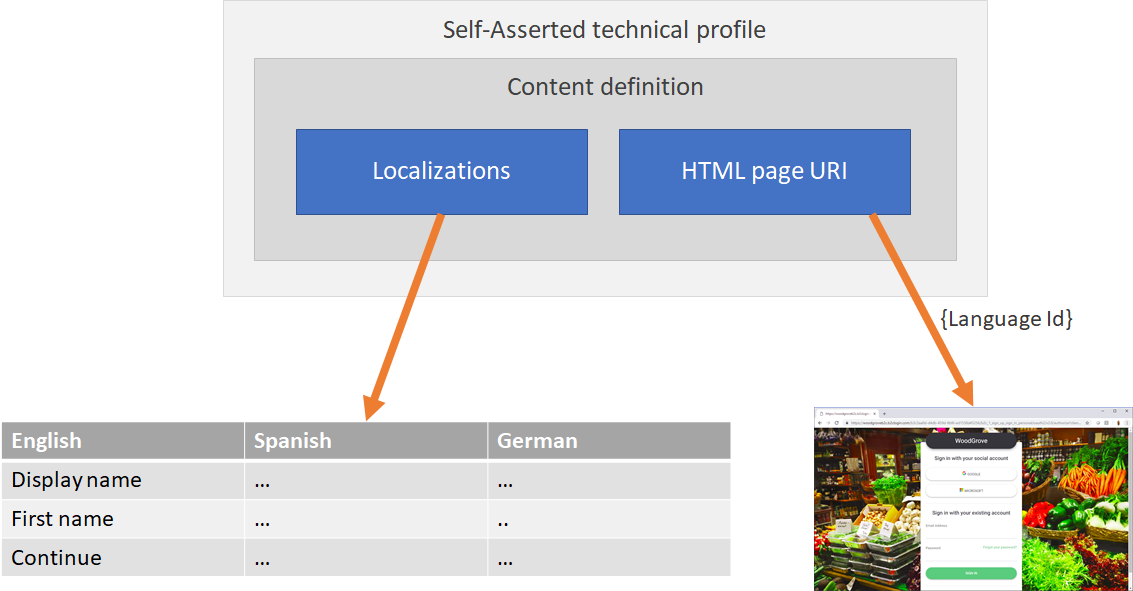 Self-Asserted technical profile
Content definition
Localizations
HTML page URI
{Language Id}
English Spanish German
Display name ... ...
First name ... ..
Continue ... ...
WoodGrove
Sign in with your social account
GOOGLE
MICROSOFT
Sign in with your existing account
Email Address
Password
Forgot your password?
SIGN IN